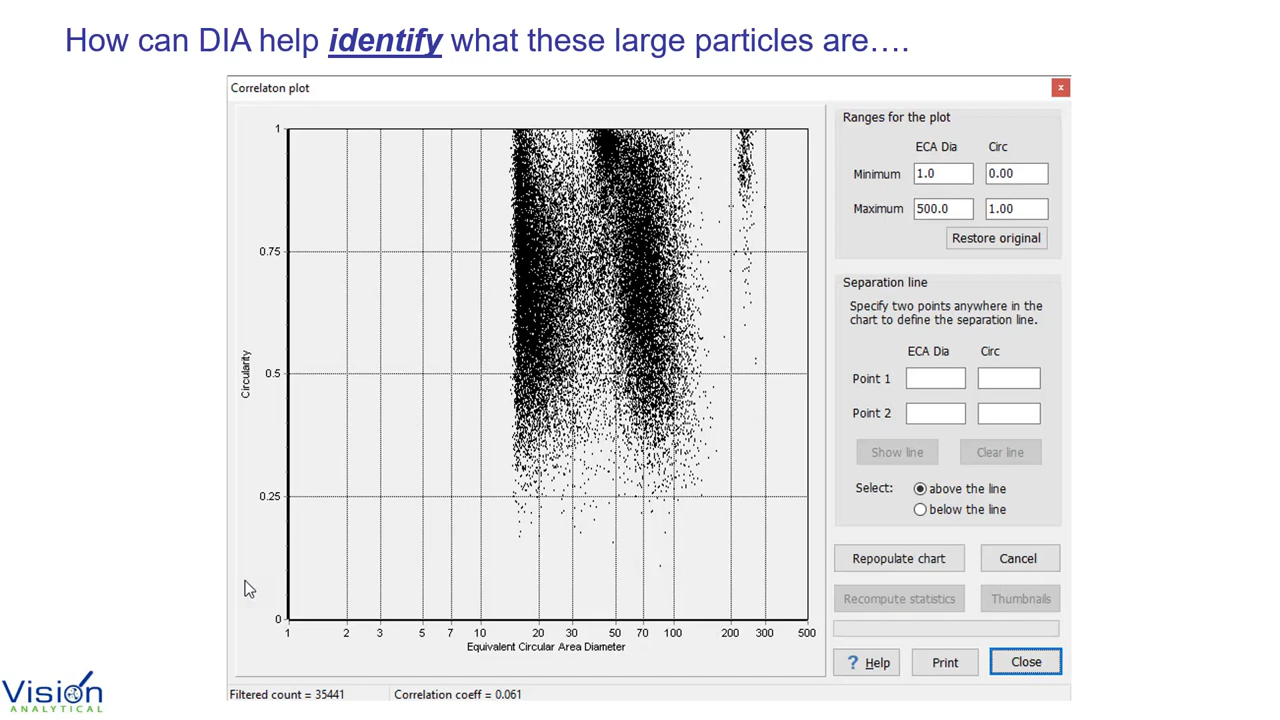 How can DIA help identify what these large particles are….
Correlaton plot
x
Ranges for the plot
ECA Dia Circ
Minimum 1.0 0.00
Maximum 500.0 1.00
Restore original
Separation line
Specify two points anywhere in the
chart to define the separation line.
ECA Dia Circ
Point 1
Point 2
Show line Clear line
Select: above the line
below the line
Repopulate chart Cancel
Recompute statistics Thumbnails
? Help Print Close
1
0.75
0.5
0.25
0
Circularity
1 2 3 5 7 10 20 30 50 70 100 200 300 500
Equivalent Circular Area Diameter
Filtered count = 35441 Correlation coeff = 0.061
Vision
ANALYTICAL